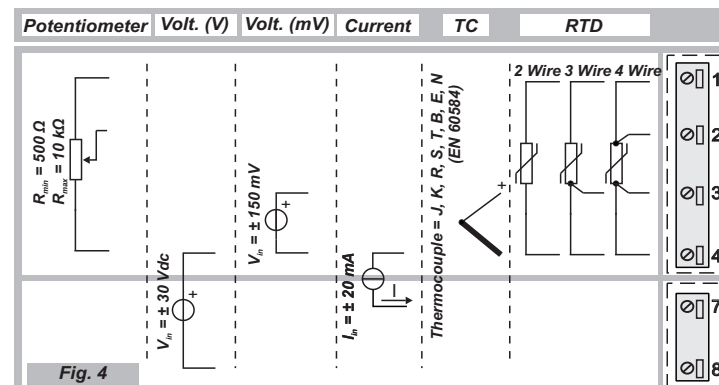 Potentiometer Volt. (V) Volt. (mV) Current TC RTD
2 Wire 3 Wire 4 Wire
Rmin = 500 Ω
Rmax = 10 kΩ
Vin = ± 30 Vdc
+
Vin = ± 150 mV
+
Iin = ± 20 mA
I
Thermocouple = J, K, R, S, T, B, E, N
(EN 60584)
+
1
2
3
4
7
8
Fig. 4